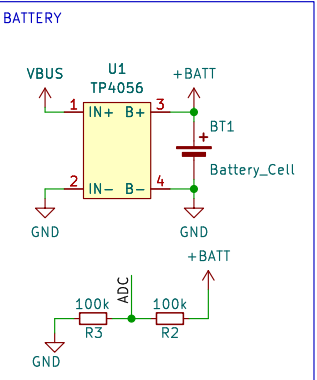 BATTERY
VBUS
U1
TP4056
+BATT
1 IN+ B+ 3
BT1
+
Battery_Cell
2 IN- B- 4
GND
GND
+BATT
ADC
100k 100k
R3 R2
GND